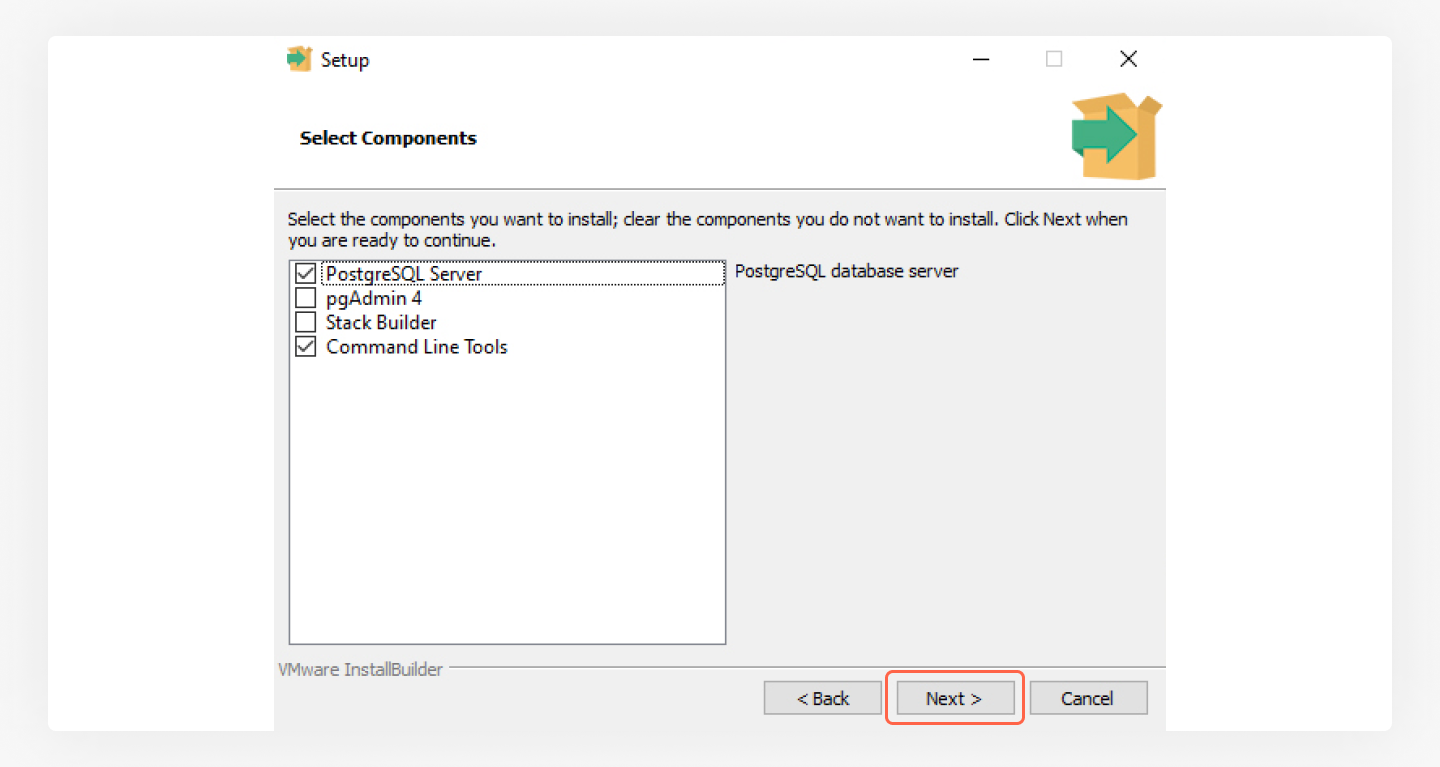 Setup
Select Components
Select the components you want to install; clear the components you do not want to install. Click Next when
you are ready to continue.
PostgreSQL Server
PostgreSQL database server
pgAdmin 4
Stack Builder
Command Line Tools
VMware InstallBuilder
< Back
Next >
Cancel